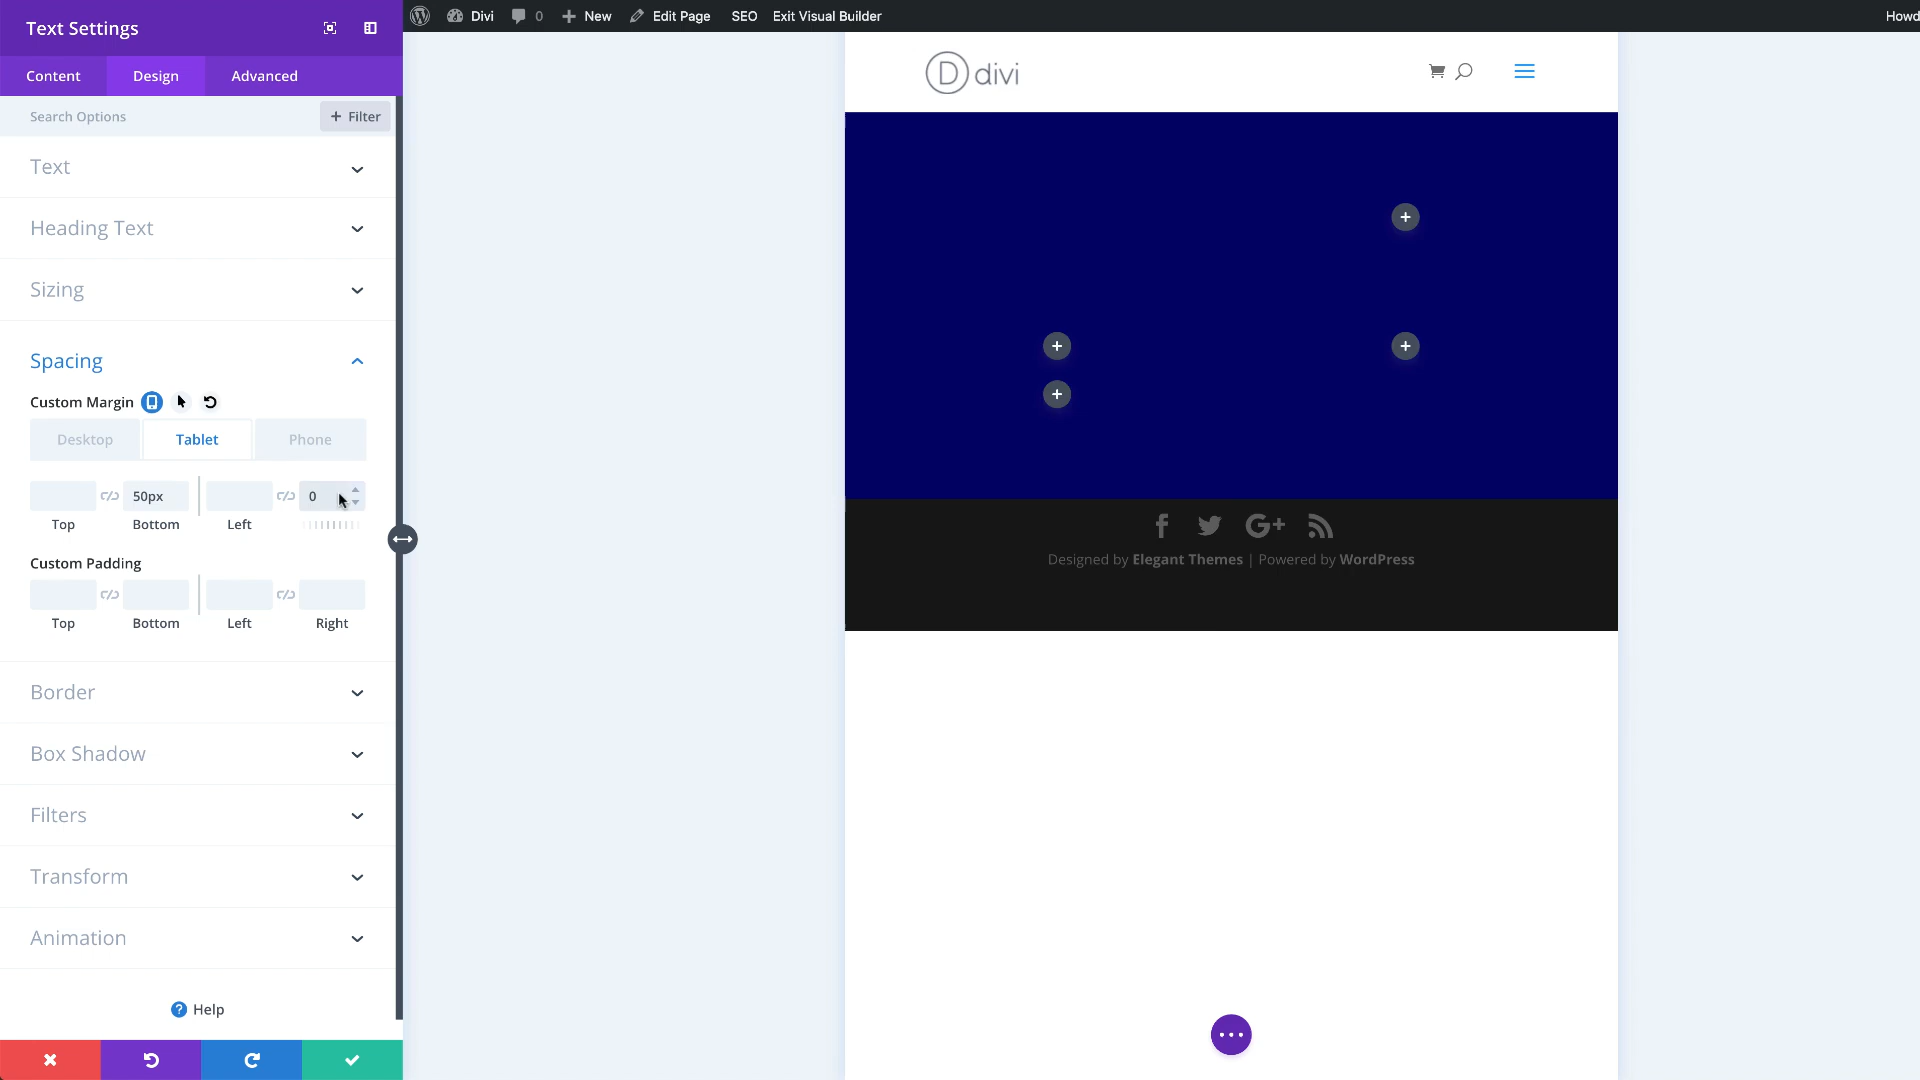 Text Settings
Content Design Advanced
Search Options + Filter
Text
Heading Text
Sizing
Spacing
Custom Margin
Desktop Tablet Phone
50px 0
Top Bottom Left
Custom Padding
Top Bottom Left Right
Border
Box Shadow
Filters
Transform
Animation
? Help
Divi 0 New Edit Page SEO Exit Visual Builder Howd
D divi
Designed by Elegant Themes | Powered by WordPress